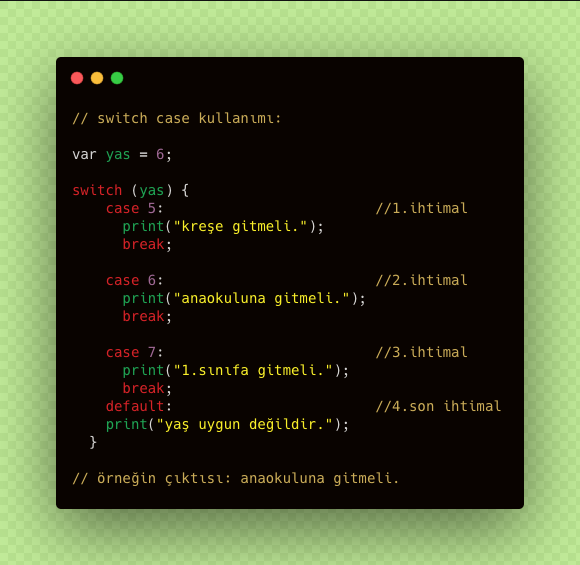 // switch case kullanımı:
var yas = 6;
switch (yas) {
case 5: //1.ihtimal
print("kreşe gitmeli.");
break;
case 6: //2.ihtimal
print("anaokuluna gitmeli.");
break;
case 7: //3.ihtimal
print("1.sınıfa gitmeli.");
break;
default: //4.son ihtimal
print("yaş uygun değildir.");
}
// örneğin çıktısı: anaokuluna gitmeli.